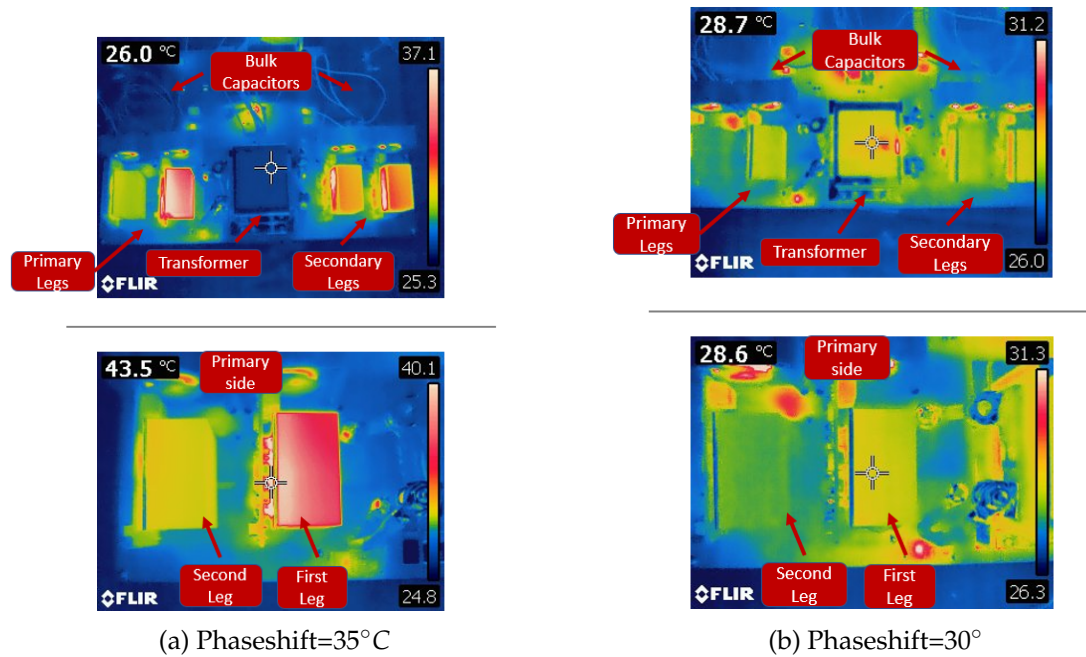 26.0 °C
37.1
Bulk
Capacitors
Primary
Legs
Transformer
Secondary
Legs
FLIR
25.3
43.5 °C
40.1
Primary
side
Second
Leg
First
Leg
FLIR
24.8
(a) Phaseshift=35°C
28.7 °C
31.2
Bulk
Capacitors
Primary
Legs
Transformer
Secondary
Legs
FLIR
26.0
28.6 °C
31.3
Primary
side
Second
Leg
First
Leg
FLIR
26.3
(b) Phaseshift=30°